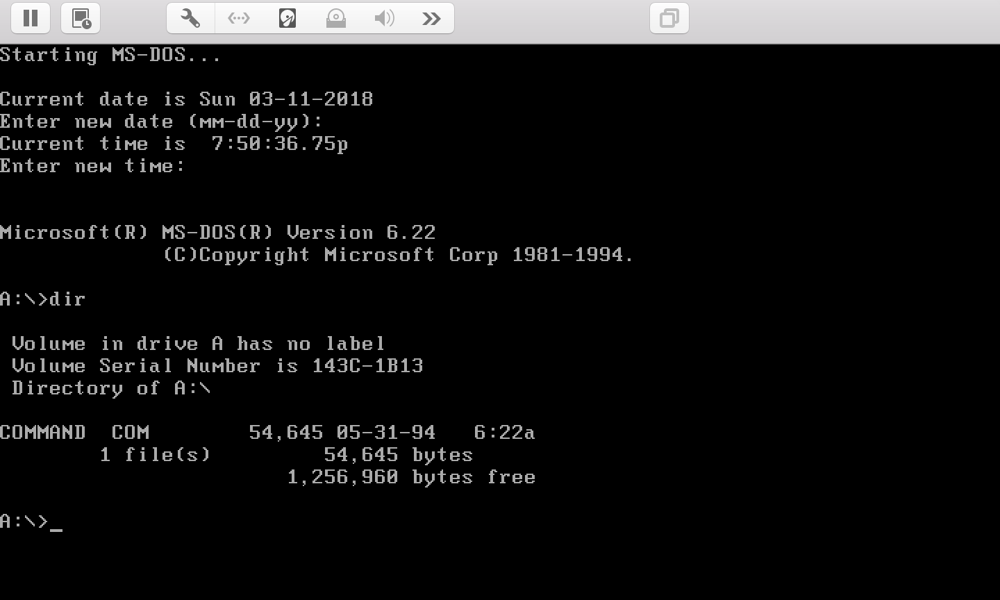 Starting MS-DOS...
Current date is Sun 03-11-2018
Enter new date (mm-dd-yy):
Current time is  7:50:36.75p
Enter new time:
Microsoft(R) MS-DOS(R) Version 6.22
(C)Copyright Microsoft Corp 1981-1994.
A:\>dir
Volume in drive A has no label
Volume Serial Number is 143C-1B13
Directory of A:\
COMMAND  COM        54,645 05-31-94   6:22a
1 file(s)         54,645 bytes
1,256,960 bytes free
A:\>_